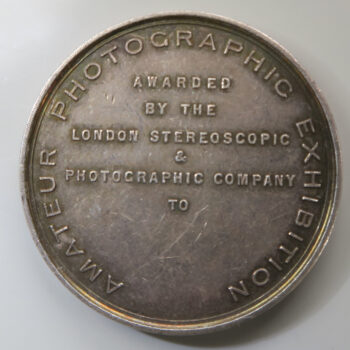 AMATEUR PHOTOGRAPHIC EXHIBITION
AWARDED
BY THE
LONDON STEREOSCOPIC
&
PHOTOGRAPHIC COMPANY
TO